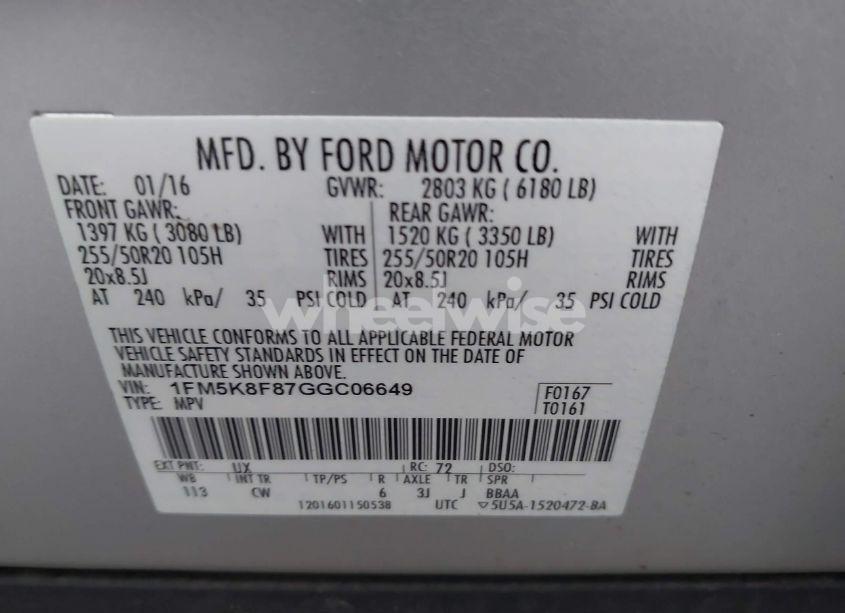 MFD. BY FORD MOTOR CO.
DATE: 01/16 GVWR: 2803 KG ( 6180 LB)
FRONT GAWR: REAR GAWR:
1397 KG ( 3080 LB) WITH 1520 KG ( 3350 LB) WITH
255/50R20 105H TIRES 255/50R20 105H TIRES
20x8.5J RIMS 20x8.5J RIMS
AT 240 kPa/ 35 PSI COLD AT 240 kPa/ 35 PSI COLD
wheelwise
THIS VEHICLE CONFORMS TO ALL APPLICABLE FEDERAL MOTOR
VEHICLE SAFETY STANDARDS IN EFFECT ON THE DATE OF
MANUFACTURE SHOWN ABOVE.
VIN: 1FM5K8F87GGC06649 F0167
TYPE: MPV T0161
EXT PNT: UX RC: 72 DSO:
WB INT TR TP/PS R AXLE TR SPR
113 CW 6 3J J BBAA
1201601150538 UTC ▽5U5A-1520472-BA